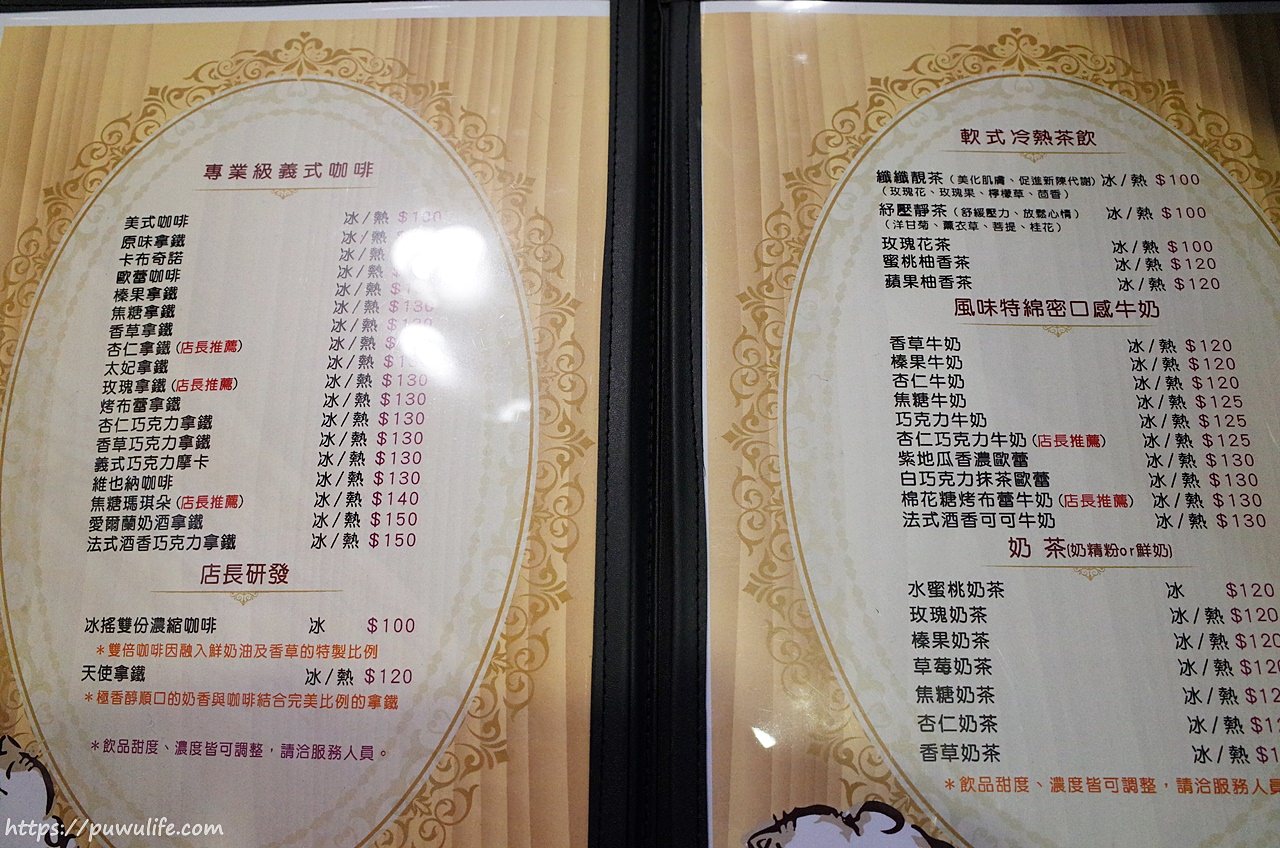 專業級義式咖啡
美式咖啡 冰/熱 $100
原味拿鐵 冰/熱
卡布奇諾 冰/熱
歐蕾咖啡 冰/熱
榛果拿鐵 冰/熱
焦糖拿鐵 冰/熱 $130
香草拿鐵 冰/熱 $130
杏仁拿鐵 (店長推薦) 冰/熱
太妃拿鐵 冰/熱
玫瑰拿鐵 (店長推薦) 冰/熱 $130
烤布蕾拿鐵 冰/熱 $130
杏仁巧克力拿鐵 冰/熱 $130
香草巧克力拿鐵 冰/熱 $130
義式巧克力摩卡 冰/熱 $130
維也納咖啡 冰/熱 $130
焦糖瑪琪朵 (店長推薦) 冰/熱 $140
愛爾蘭奶酒拿鐵 冰/熱 $150
法式酒香巧克力拿鐵 冰/熱 $150
店長研發
冰搖雙份濃縮咖啡 冰 $100
*雙倍咖啡因融入鮮奶油及香草的特製比例
天使拿鐵 冰/熱 $120
*極香醇順口的奶香與咖啡結合完美比例的拿鐵
*飲品甜度、濃度皆可調整，請洽服務人員。
軟式冷熱茶飲
纖纖靚茶 (美化肌膚、促進新陳代謝) 冰/熱 $100
(玫瑰花、玫瑰果、檸檬草、茴香)
紓壓靜茶 (舒緩壓力、放鬆心情) 冰/熱 $100
(洋甘菊、薰衣草、菩提、桂花)
玫瑰花茶 冰/熱 $100
蜜桃柚香茶 冰/熱 $120
蘋果柚香茶 冰/熱 $120
風味特綿密口感牛奶
香草牛奶 冰/熱 $120
榛果牛奶 冰/熱 $120
杏仁牛奶 冰/熱 $120
焦糖牛奶 冰/熱 $125
巧克力牛奶 冰/熱 $125
杏仁巧克力牛奶 (店長推薦) 冰/熱 $125
紫地瓜香濃歐蕾 冰/熱 $130
白巧克力抹茶歐蕾 冰/熱 $130
棉花糖烤布蕾牛奶 (店長推薦) 冰/熱 $130
法式酒香可可牛奶 冰/熱 $130
奶 茶(奶精粉or鮮奶)
水蜜桃奶茶 冰 $120
玫瑰奶茶 冰/熱 $120
榛果奶茶 冰/熱 $120
草莓奶茶 冰/熱 $120
焦糖奶茶 冰/熱 $12
杏仁奶茶 冰/熱 $12
香草奶茶 冰/熱 $1
*飲品甜度、濃度皆可調整，請洽服務人員
https://puwulife.com